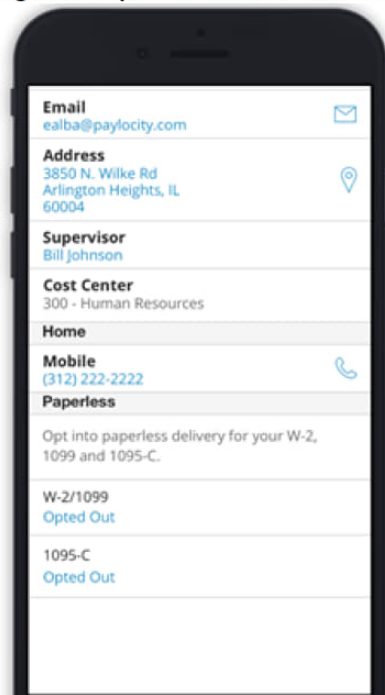 Email
ealba@paylocity.com
Address
3850 N. Wilke Rd
Arlington Heights, IL
60004
Supervisor
Bill Johnson
Cost Center
300 - Human Resources
Home
Mobile
(312) 222-2222
Paperless
Opt into paperless delivery for your W-2,
1099 and 1095-C.
W-2/1099
Opted Out
1095-C
Opted Out